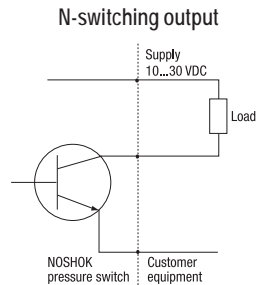 N-switching output
Supply
10...30 VDC
Load
NOSHOK
pressure switch
Customer
equipment